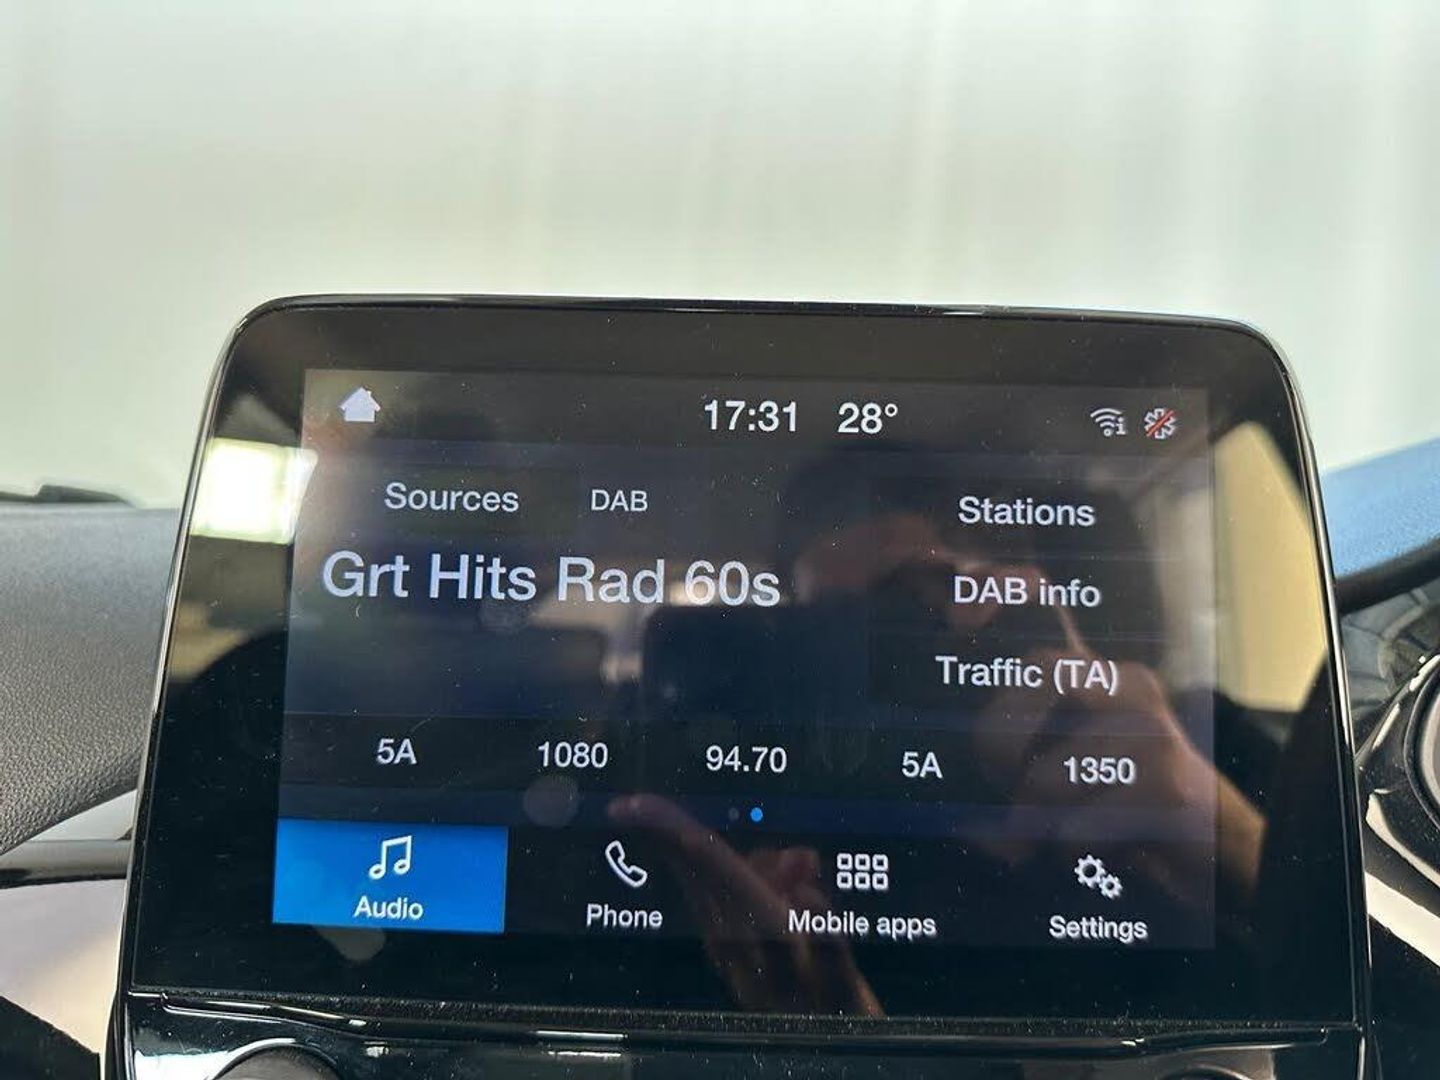 17:31 28°
Sources DAB Stations
Grt Hits Rad 60s
DAB info
Traffic (TA)
5A 1080 94.70 5A 1350
Audio Phone Mobile apps Settings